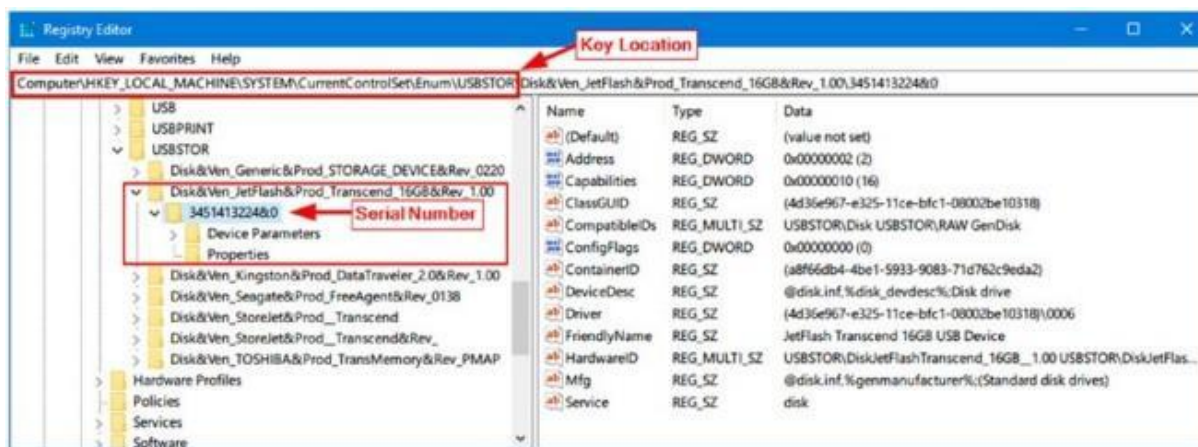 Registry Editor
Key Location
File Edit View Favorites Help
Computer\HKEY_LOCAL_MACHINE\SYSTEM\CurrentControlSet\Enum\USBSTOR\Disk&Ven_JetFlash&Prod_Transcend_16GB&Rev_1.00\3451413224&0
USB
USBPRINT
USBSTOR
Disk&Ven_Generic&Prod_STORAGE_DEVICE&Rev_0220
Disk&Ven_JetFlash&Prod_Transcend_16GB&Rev_1.00
3451413224&0
Serial Number
Device Parameters
Properties
Disk&Ven_Kingston&Prod_DataTraveler_2.0&Rev_1.00
Disk&Ven_Seagate&Prod_FreeAgent&Rev_0138
Disk&Ven_StoreJet&Prod__Transcend
Disk&Ven_StoreJet&Prod__Transcend&Rev_
Disk&Ven_TOSHIBA&Prod_TransMemory&Rev_PMAP
Hardware Profiles
Policies
Services
Software
Name Type Data
(Default) REG_SZ (value not set)
Address REG_DWORD 0x00000002 (2)
Capabilities REG_DWORD 0x00000010 (16)
ClassGUID REG_SZ {4d36e967-e325-11ce-bfc1-08002be10318}
CompatibleIDs REG_MULTI_SZ USBSTOR\Disk USBSTOR\RAW GenDisk
ConfigFlags REG_DWORD 0x00000000 (0)
ContainerID REG_SZ {a8f66db4-4be1-5933-9083-71d762c9eda2}
DeviceDesc REG_SZ @disk.inf,%disk_devdesc%;Disk drive
Driver REG_SZ {4d36e967-e325-11ce-bfc1-08002be10318}\0006
FriendlyName REG_SZ JetFlash Transcend 16GB USB Device
HardwareID REG_MULTI_SZ USBSTOR\DiskJetFlashTranscend_16GB__1.00 USBSTOR\DiskJetFlas...
Mfg REG_SZ @disk.inf,%genmanufacturer%;(Standard disk drives)
Service REG_SZ disk